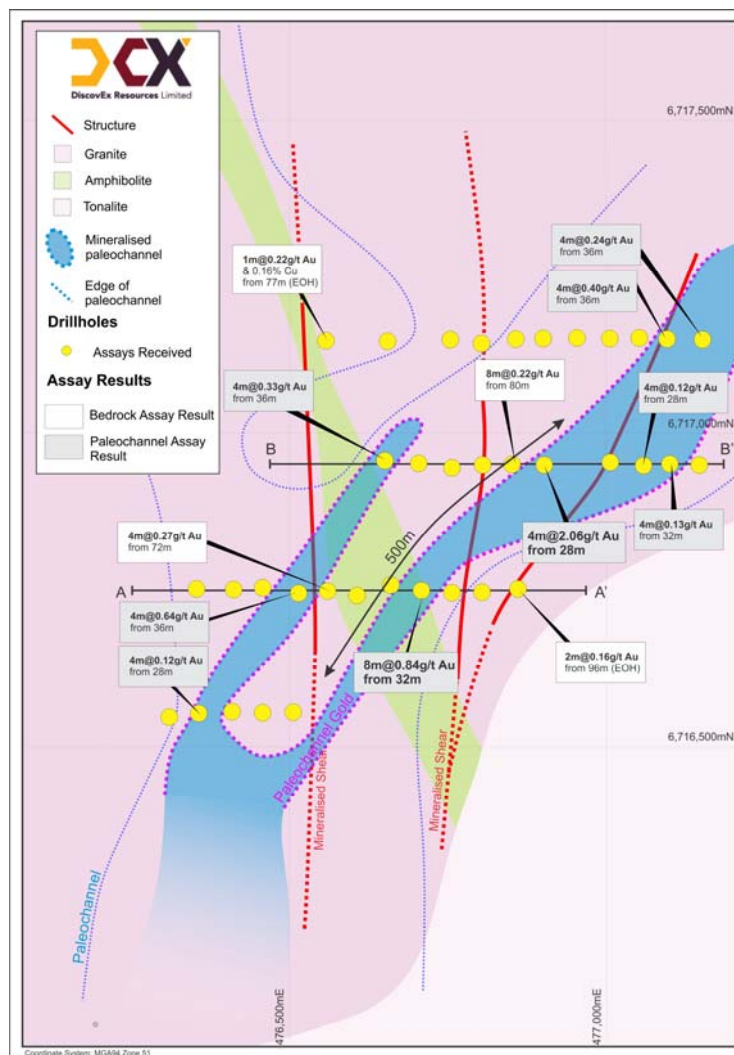 DCX
DiscovEx Resources Limited
Structure
Granite
Amphibolite
Tonalite
Mineralised
paleochannel
Edge of
paleochannel
Drillholes
Assays Received
Assay Results
Bedrock Assay Result
Paleochannel Assay
Result
6,717,500mN
1m@0.22g/t Au
& 0.16% Cu
from 77m (EOH)
4m@0.24g/t Au
from 36m
4m@0.40g/t Au
from 36m
4m@0.33g/t Au
from 36m
8m@0.22g/t Au
from 80m
4m@0.12g/t Au
from 28m
6,717,000mN
B
B'
500m
4m@2.06g/t Au
from 28m
4m@0.13g/t Au
from 32m
4m@0.27g/t Au
from 72m
A
A'
4m@0.64g/t Au
from 36m
4m@0.12g/t Au
from 28m
8m@0.84g/t Au
from 32m
2m@0.16g/t Au
from 96m (EOH)
Paleochannel Gold
6,716,500mN
Mineralised Shear
Mineralised Shear
Paleochannel
476,500mE
477,000mE
Coordinate System: MGA94 Zone 51